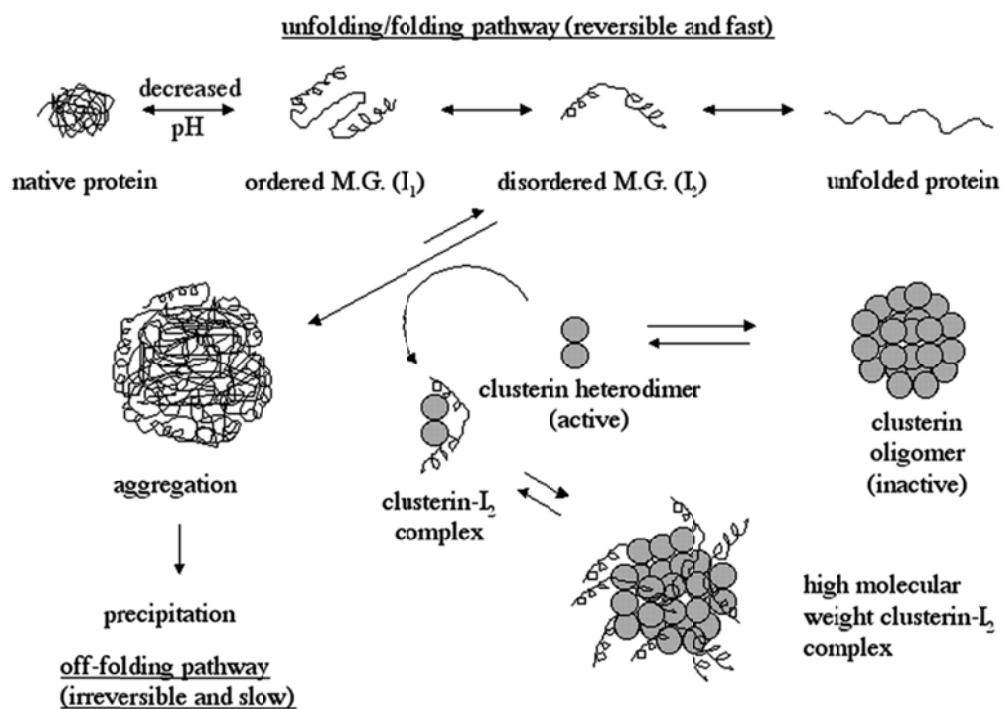 unfolding/folding pathway (reversible and fast)
decreased
pH
native protein
ordered M.G. (I₁)
disordered M.G. (I₂)
unfolded protein
clusterin heterodimer
(active)
clusterin
oligomer
(inactive)
aggregation
clusterin-I₂
complex
precipitation
high molecular
weight clusterin-I₂
complex
off-folding pathway
(irreversible and slow)